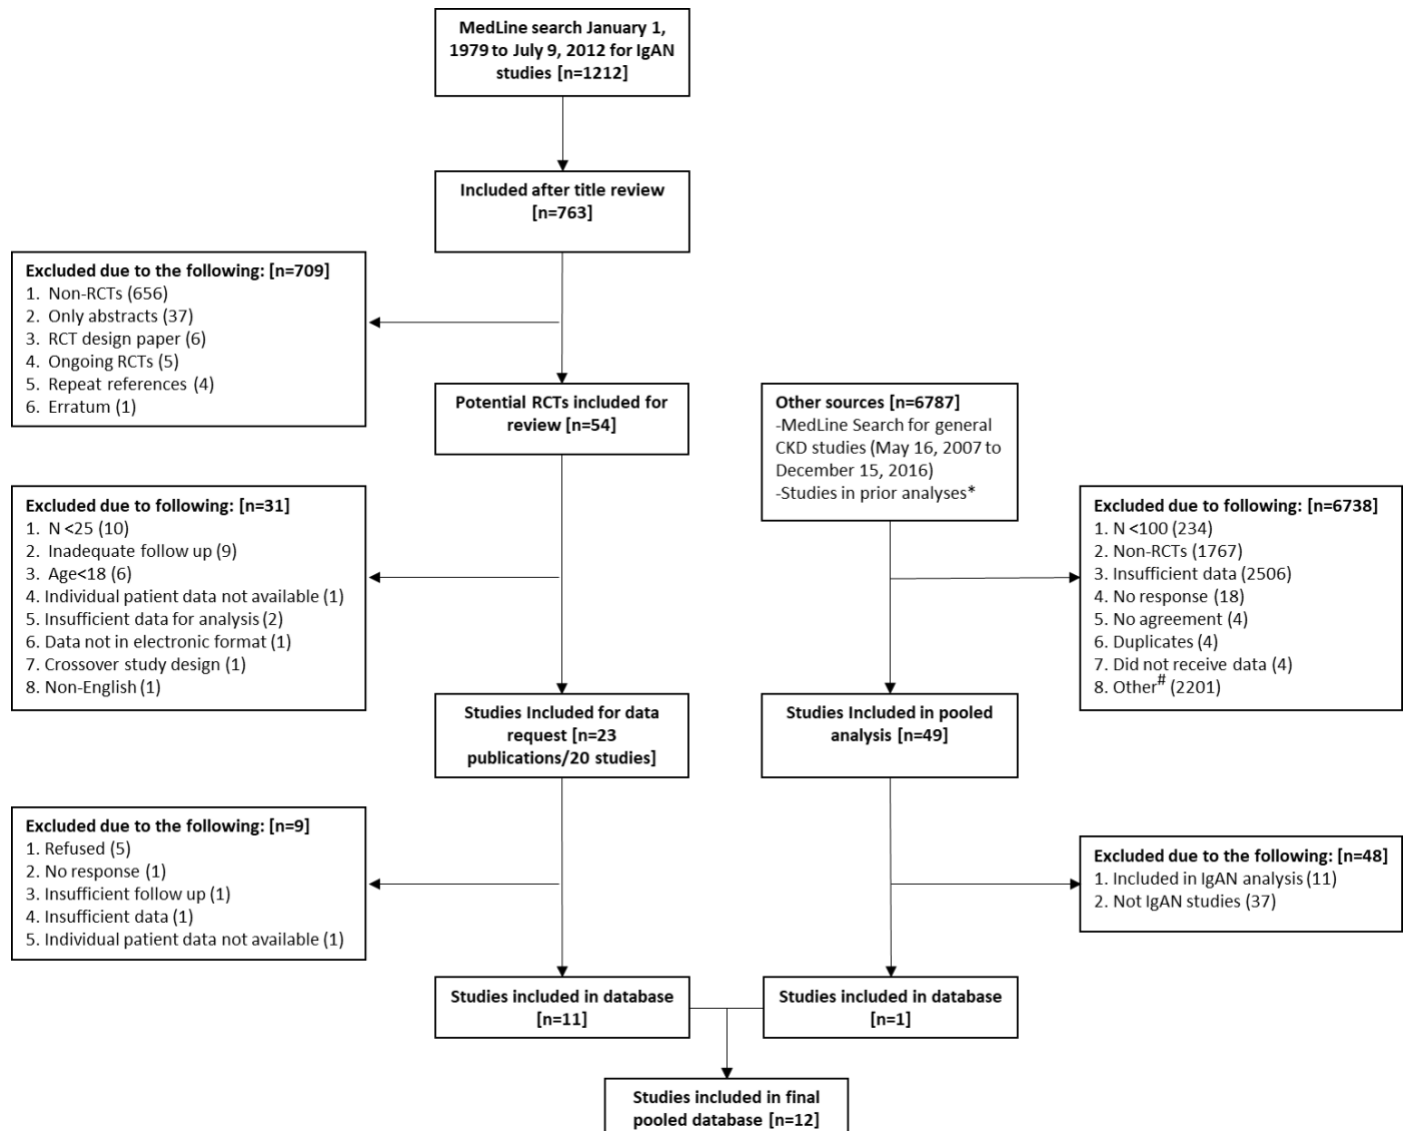 MedLine search January 1,
1979 to July 9, 2012 for IgAN
studies [n=1212]
Included after title review
[n=763]
Excluded due to the following: [n=709]
1. Non-RCTs (656)
2. Only abstracts (37)
3. RCT design paper (6)
4. Ongoing RCTs (5)
5. Repeat references (4)
6. Erratum (1)
Potential RCTs included for
review [n=54]
Other sources [n=6787]
-MedLine Search for general
CKD studies (May 16, 2007 to
December 15, 2016)
-Studies in prior analyses*
Excluded due to following: [n=31]
1. N <25 (10)
2. Inadequate follow up (9)
3. Age<18 (6)
4. Individual patient data not available (1)
5. Insufficient data for analysis (2)
6. Data not in electronic format (1)
7. Crossover study design (1)
8. Non-English (1)
Excluded due to following: [n=6738]
1. N <100 (234)
2. Non-RCTs (1767)
3. Insufficient data (2506)
4. No response (18)
5. No agreement (4)
6. Duplicates (4)
7. Did not receive data (4)
8. Other# (2201)
Studies Included for data
request [n=23
publications/20 studies]
Studies Included in pooled
analysis [n=49]
Excluded due to the following: [n=9]
1. Refused (5)
2. No response (1)
3. Insufficient follow up (1)
4. Insufficient data (1)
5. Individual patient data not available (1)
Excluded due to the following: [n=48]
1. Included in IgAN analysis (11)
2. Not IgAN studies (37)
Studies included in database
[n=11]
Studies included in database
[n=1]
Studies included in final
pooled database [n=12]